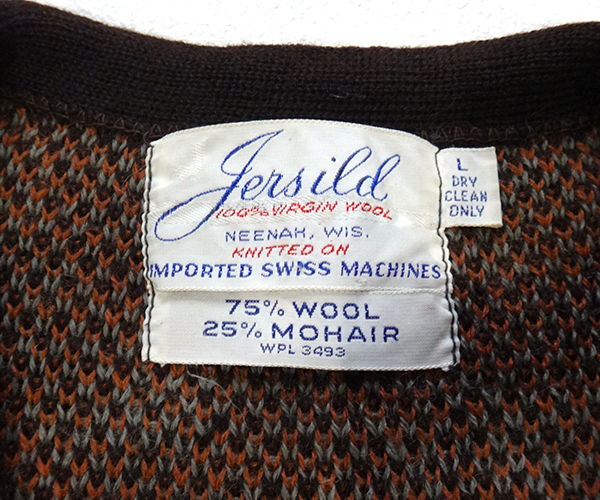 Jersild
100% VIRGIN WOOL
NEENAH, WIS.
KNITTED ON
IMPORTED SWISS MACHINES
75% WOOL
25% MOHAIR
WPL 3493
L
DRY
CLEAN
ONLY